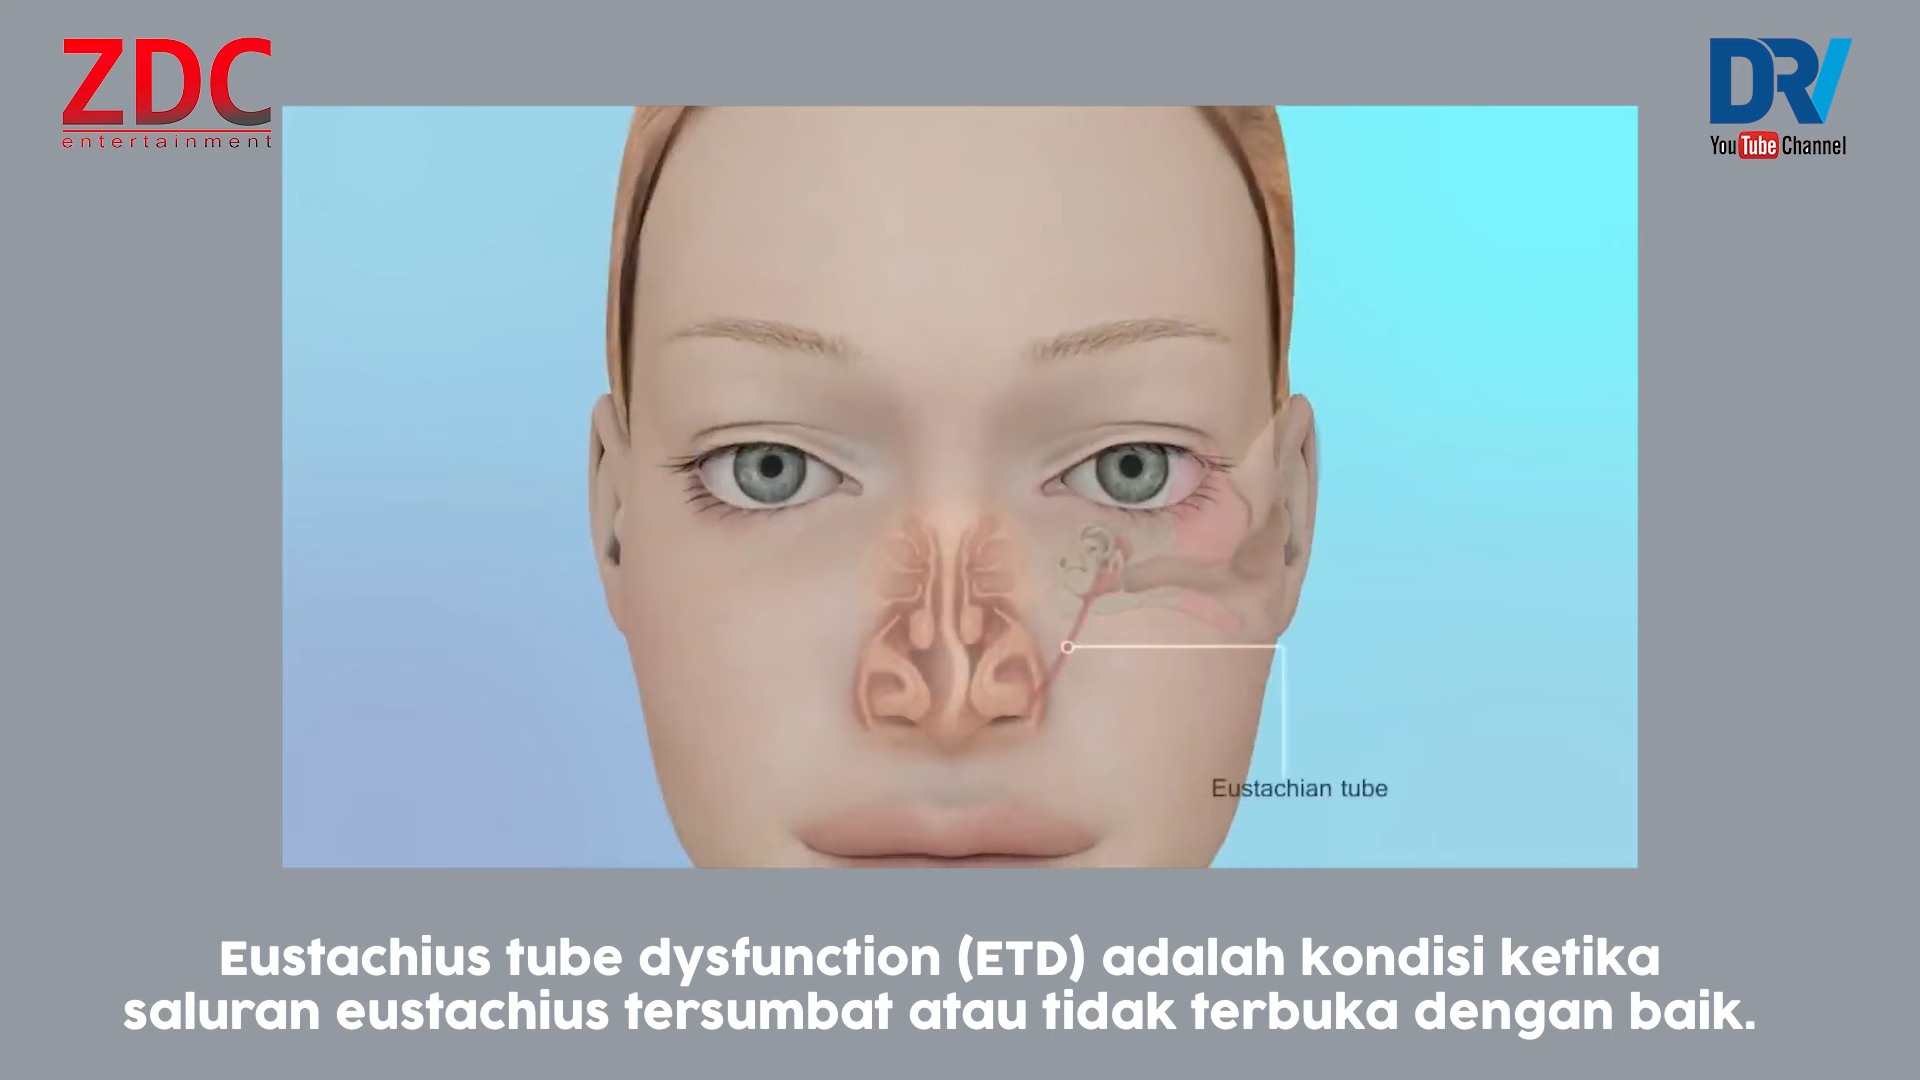 ZDC
entertainment
DRV
YouTube Channel
Eustachian tube
Eustachius tube dysfunction (ETD) adalah kondisi ketika
saluran eustachius tersumbat atau tidak terbuka dengan baik.